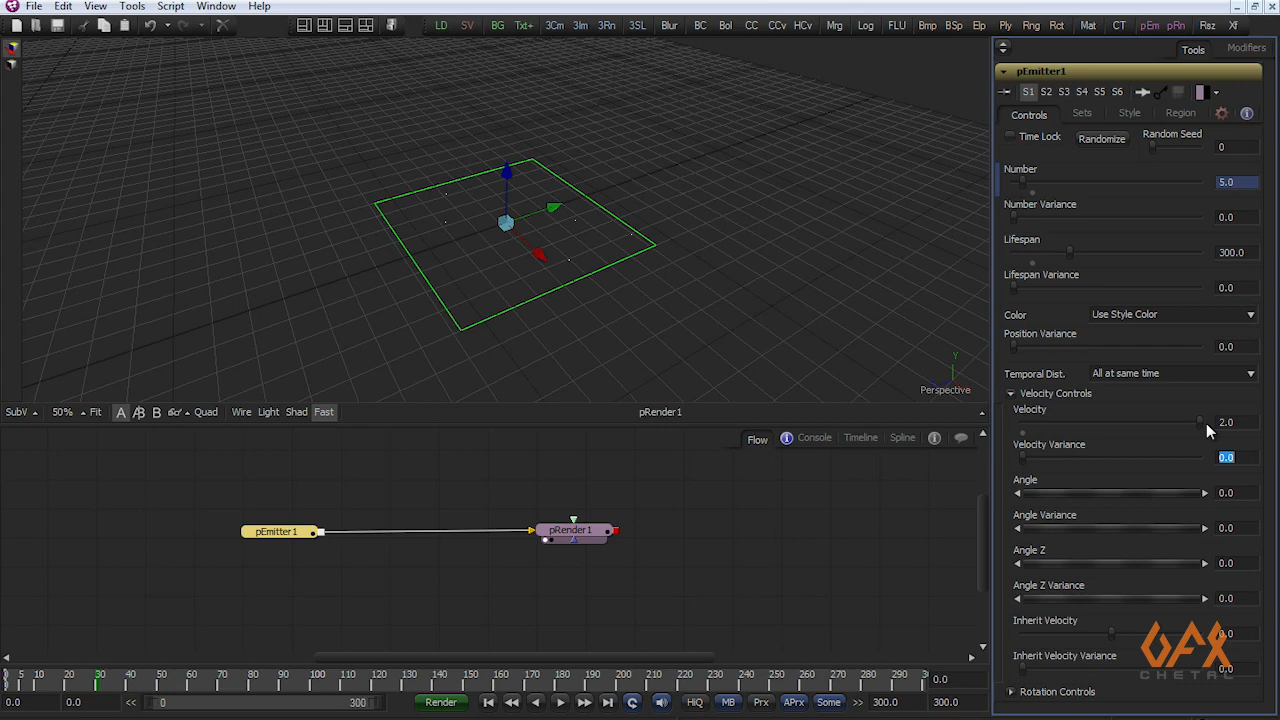 File Edit View Tools Script Window Help
LD SV BG Txt+ 3Cm 3Im 3Rn 3SL Blur BC Bol CC CCv HCv Mrg Log FLU Bmp BSp Elp Ply Rng Rct Mat CT pEm pRn Rsz Xf
Tools Modifiers
pEmitter1
S1 S2 S3 S4 S5 S6
Controls Sets Style Region
Time Lock Randomize Random Seed 0
Number 5.0
Number Variance 0.0
Lifespan 300.0
Lifespan Variance 0.0
Color Use Style Color
Position Variance 0.0
Temporal Dist. All at same time
Velocity Controls
Velocity 2.0
Velocity Variance 0.0
Angle 0.0
Angle Variance 0.0
Angle Z 0.0
Angle Z Variance 0.0
Inherit Velocity
Inherit Velocity Variance
Rotation Controls
GFX
CHETAL
Y
Perspective
SubV 50% Fit A B Quad Wire Light Shad Fast pRender1
Flow Console Timeline Spline
pEmitter1 pRender1
5 10 20 30 40 50 60 70 80 90 100 110 120 130 140 150 160 170 180 190 200 210 220 230 240 250 260 270 280 290 0.0
0.0 0.0 << 0 300 Render HiQ MB Prx APrx Some >> 300.0 300.0